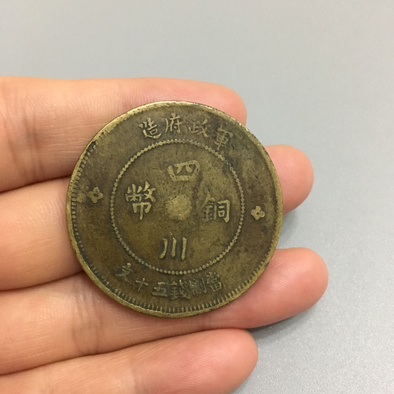 軍政府造
四川
銅幣
當制錢五十文